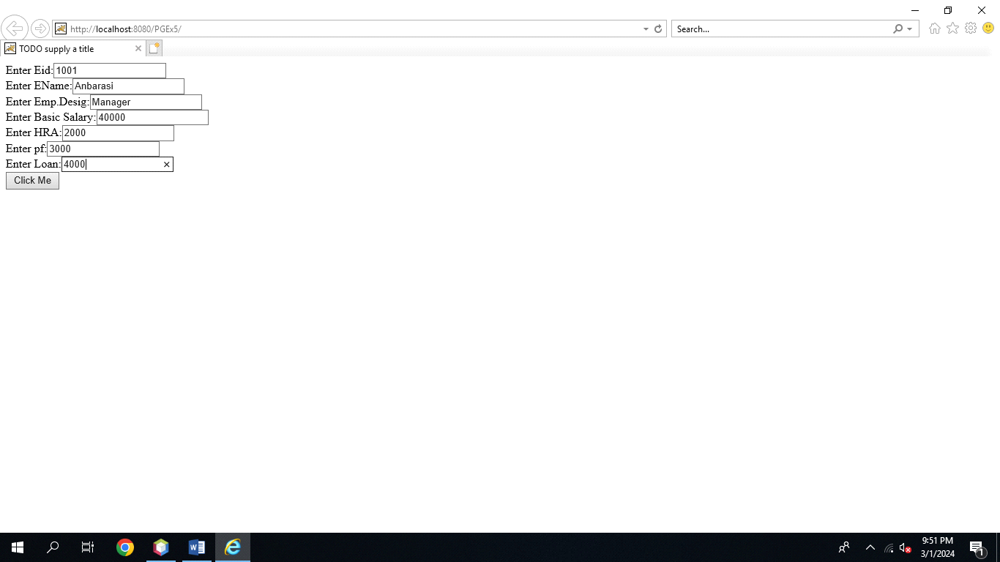 http://localhost:8080/PGEx5/
Search...
TODO supply a title
Enter Eid: 1001
Enter EName: Anbarasi
Enter Emp.Desig: Manager
Enter Basic Salary: 40000
Enter HRA: 2000
Enter pf: 3000
Enter Loan: 4000
Click Me
9:51 PM
3/1/2024
1